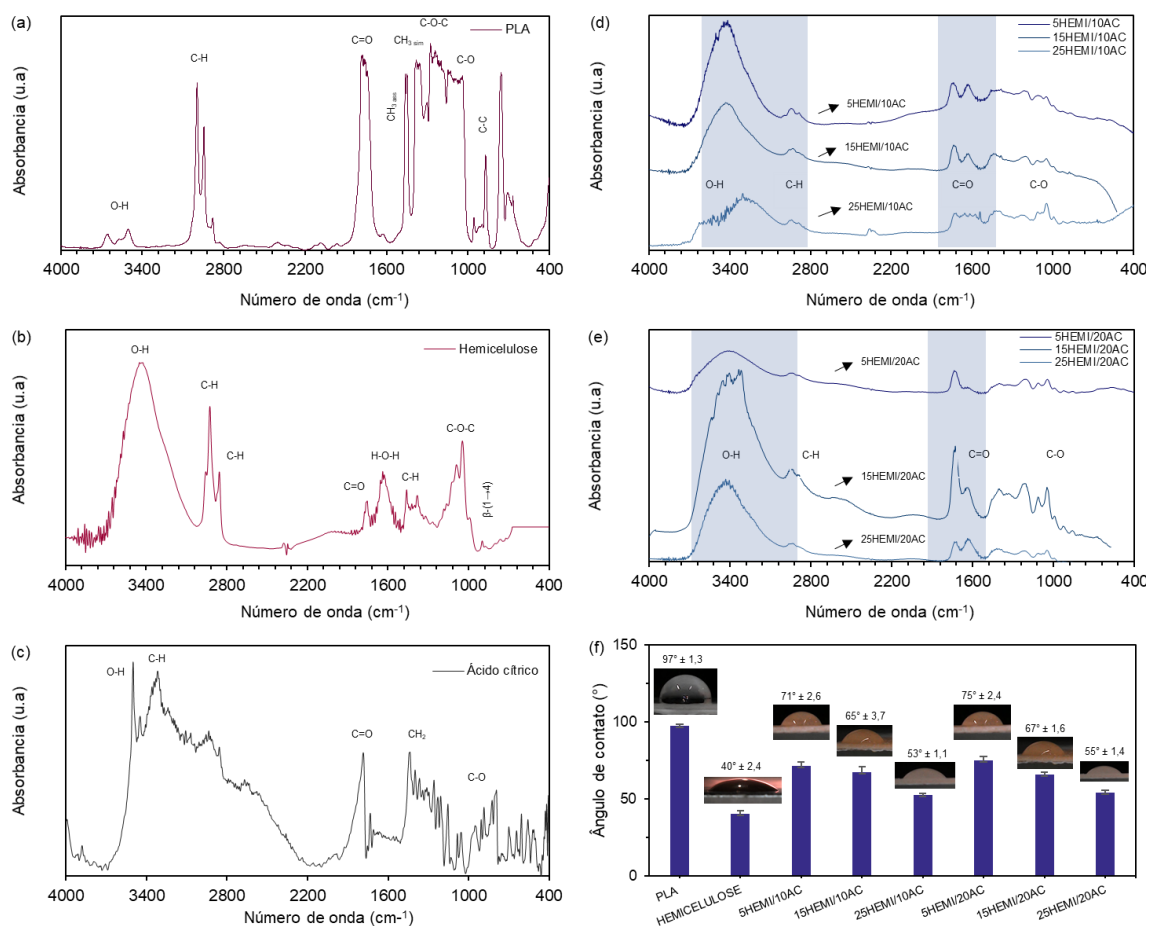 (a)
Absorbancia (u.a)
O-H
C-H
C=O
CH3 ass
CH3 sim
C-O-C
C-O
C-C
PLA
4000 3400 2800 2200 1600 1000 400
Número de onda (cm-1)
(b)
Absorbancia (u.a)
O-H
C-H
C-H
C=O
H-O-H
C-H
C-O-C
β-(1→4)
Hemicelulose
4000 3400 2800 2200 1600 1000 400
Número de onda (cm-1)
(c)
Absorbancia (u.a)
O-H
C-H
C=O
CH2
C-O
Ácido cítrico
4000 3400 2800 2200 1600 1000 400
Número de onda (cm-1)
(d)
Absorbancia (u.a)
5HEMI/10AC
15HEMI/10AC
25HEMI/10AC
5HEMI/10AC
15HEMI/10AC
O-H
C-H
C=O
C-O
25HEMI/10AC
4000 3400 2800 2200 1600 1000 400
Número de onda (cm-1)
(e)
Absorbancia (u.a)
5HEMI/20AC
15HEMI/20AC
25HEMI/20AC
5HEMI/20AC
O-H
C-H
C=O
C-O
15HEMI/20AC
25HEMI/20AC
4000 3400 2800 2200 1600 1000 400
Número de onda (cm-1)
(f)
Ângulo de contato (°)
150
100
50
0
97° ± 1,3
40° ± 2,4
71° ± 2,6
65° ± 3,7
53° ± 1,1
75° ± 2,4
67° ± 1,6
55° ± 1,4
PLA
HEMICELULOSE
5HEMI/10AC
15HEMI/10AC
25HEMI/10AC
5HEMI/20AC
15HEMI/20AC
25HEMI/20AC